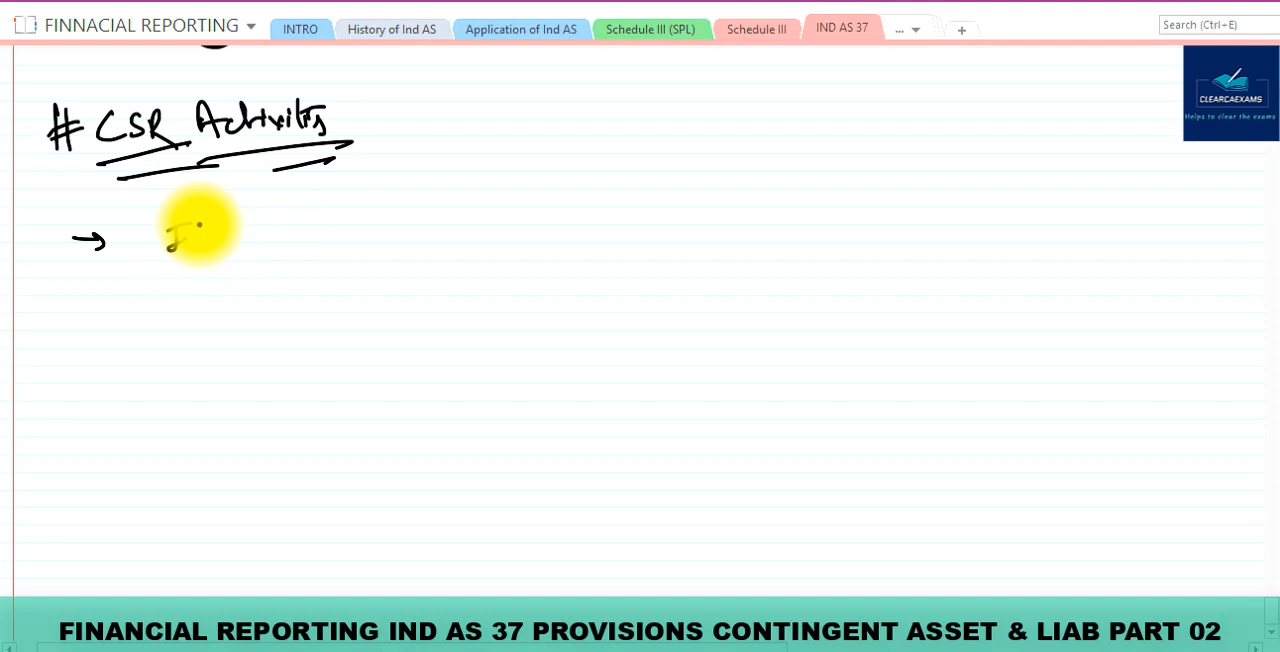 FINNACIAL REPORTING
INTRO
History of Ind AS
Application of Ind AS
Schedule III (SPL)
Schedule III
IND AS 37
...
+
Search (Ctrl+E)
CLEARCAEXAMS
Helps to clear the exams
# CSR Activities
→ I
FINANCIAL REPORTING IND AS 37 PROVISIONS CONTINGENT ASSET & LIAB PART 02